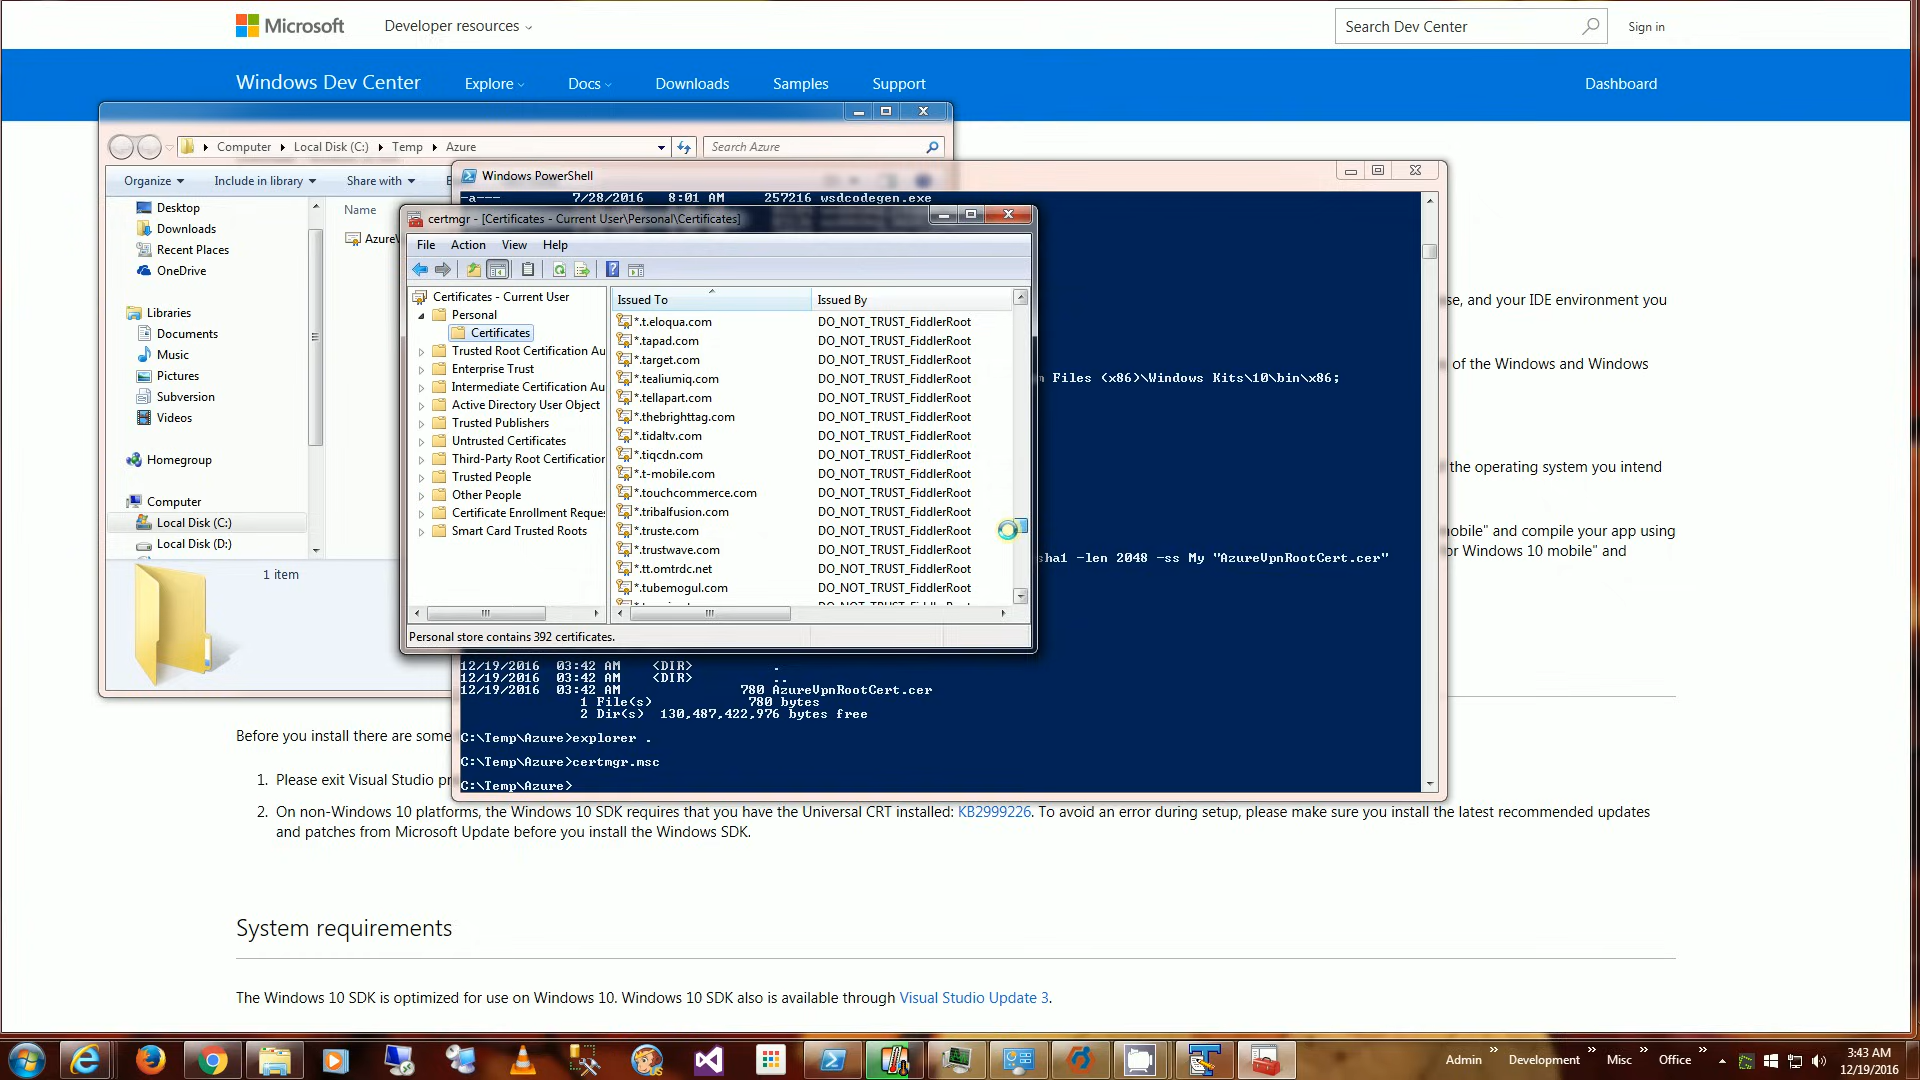 Microsoft
Developer resources
Search Dev Center
Sign in
Windows Dev Center
Explore
Docs
Downloads
Samples
Support
Dashboard
Computer
Local Disk (C:)
Temp
Azure
Search Azure
Organize
Include in library
Share with
Name
Desktop
Downloads
Recent Places
OneDrive
Libraries
Documents
Music
Pictures
Subversion
Videos
Homegroup
Computer
Local Disk (C:)
Local Disk (D:)
1 item
Windows PowerShell
-a--- 7/28/2016 8:01 AM 257216 wsdcodegen.exe
certmgr - [Certificates - Current User\Personal\Certificates]
File Action View Help
Certificates - Current User
Personal
Certificates
Trusted Root Certification Au
Enterprise Trust
Intermediate Certification Au
Active Directory User Object
Trusted Publishers
Untrusted Certificates
Third-Party Root Certification
Trusted People
Other People
Certificate Enrollment Reques
Smart Card Trusted Roots
Issued To Issued By
*.t.eloqua.com DO_NOT_TRUST_FiddlerRoot
*.tapad.com DO_NOT_TRUST_FiddlerRoot
*.target.com DO_NOT_TRUST_FiddlerRoot
*.tealiumiq.com DO_NOT_TRUST_FiddlerRoot
*.tellapart.com DO_NOT_TRUST_FiddlerRoot
*.thebrighttag.com DO_NOT_TRUST_FiddlerRoot
*.tidaltv.com DO_NOT_TRUST_FiddlerRoot
*.tiqcdn.com DO_NOT_TRUST_FiddlerRoot
*.t-mobile.com DO_NOT_TRUST_FiddlerRoot
*.touchcommerce.com DO_NOT_TRUST_FiddlerRoot
*.tribalfusion.com DO_NOT_TRUST_FiddlerRoot
*.truste.com DO_NOT_TRUST_FiddlerRoot
*.trustwave.com DO_NOT_TRUST_FiddlerRoot
*.tt.omtrdc.net DO_NOT_TRUST_FiddlerRoot
*.tubemogul.com DO_NOT_TRUST_FiddlerRoot
Personal store contains 392 certificates.
Files (x86)\Windows Kits\10\bin\x86;
sha1 -len 2048 -ss My "AzureVpnRootCert.cer"
12/19/2016 03:42 AM <DIR> .
12/19/2016 03:42 AM <DIR> ..
12/19/2016 03:42 AM 780 AzureVpnRootCert.cer
1 File(s) 780 bytes
2 Dir(s) 130,487,422,976 bytes free
C:\Temp\Azure>explorer .
C:\Temp\Azure>certmgr.msc
C:\Temp\Azure>
and your IDE environment you
of the Windows and Windows
the operating system you intend
mobile" and compile your app using
or Windows 10 mobile" and
Before you install there are some
1. Please exit Visual Studio pr
2. On non-Windows 10 platforms, the Windows 10 SDK requires that you have the Universal CRT installed: KB2999226. To avoid an error during setup, please make sure you install the latest recommended updates
and patches from Microsoft Update before you install the Windows SDK.
System requirements
The Windows 10 SDK is optimized for use on Windows 10. Windows 10 SDK also is available through Visual Studio Update 3.
Admin
Development
Misc
Office
3:43 AM
12/19/2016